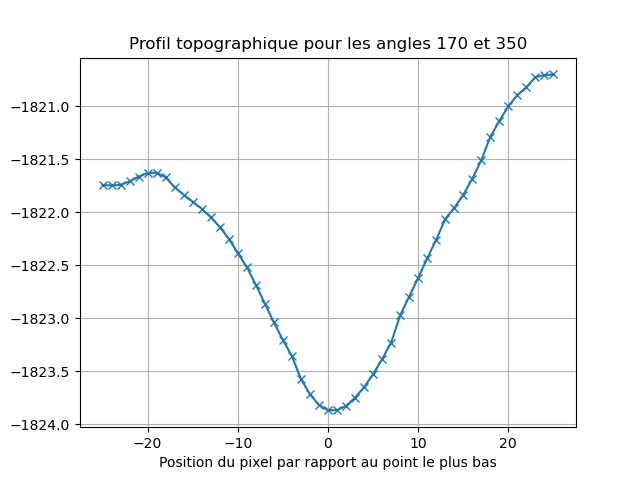 Profil topographique pour les angles 170 et 350
−1821.0
−1821.5
−1822.0
−1822.5
−1823.0
−1823.5
−1824.0
−20 −10 0 10 20
Position du pixel par rapport au point le plus bas